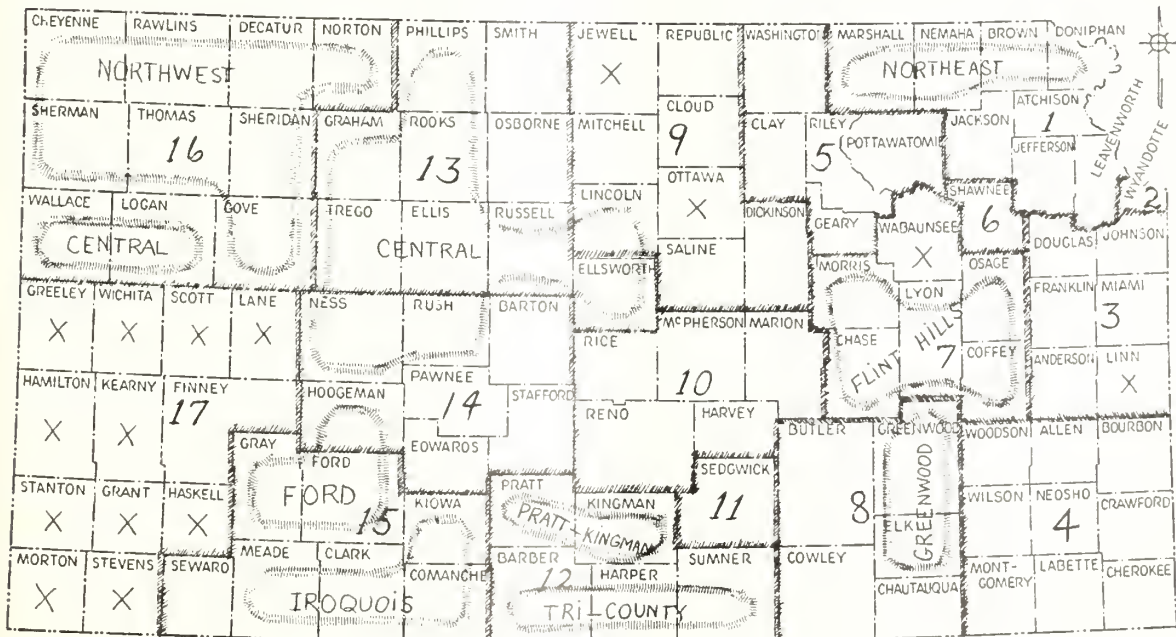 CHEYENNE RAWLINS DECATUR NORTON PHILLIPS SMITH JEWELL REPUBLIC WASHINGTON MARSHALL NEMAHA BROWN DONIPHAN
NORTHWEST X NORTHEAST
SHERMAN THOMAS SHERIDAN GRAHAM ROOKS OSBORNE MITCHELL CLOUD CLAY RILEY POTTAWATOMI JACKSON ATCHISON JEFFERSON LEAVENWORTH WYANDOTTE
16 13 9 5 1 2
WALLACE LOGAN GOVE TREGO ELLIS RUSSELL LINCOLN OTTAWA DICKINSON GEARY WABAUNSEE SHAWNEE DOUGLAS JOHNSON
CENTRAL CENTRAL X X 6
ELLSWORTH SALINE MORRIS LYON OSAGE FRANKLIN MIAMI
GREELEY WICHITA SCOTT LANE NESS RUSH BARTON RICE McPHERSON MARION CHASE COFFEY ANDERSON LINN
X X X X FLINT HILLS 7 3 X
HAMILTON KEARNY FINNEY HODGEMAN PAWNEE STAFFORD RENO HARVEY BUTLER GREENWOOD WOODSON ALLEN BOURBON
X X 17 14 10
GRAY FORD EDWARDS SEDGWICK
FORD 15 11 8 GREENWOOD
STANTON GRANT HASKELL KIOWA PRATT KINGMAN ELK WILSON NEOSHO CRAWFORD
X X X PRATT-KINGMAN 4
MORTON STEVENS SEWARD MEADE CLARK COMANCHE BARBER HARPER SUMNER COWLEY CHAUTAUQUA MONT-
GOMERY LABETTE CHEROKEE
X X IROQUOIS 12 TRI-COUNTY